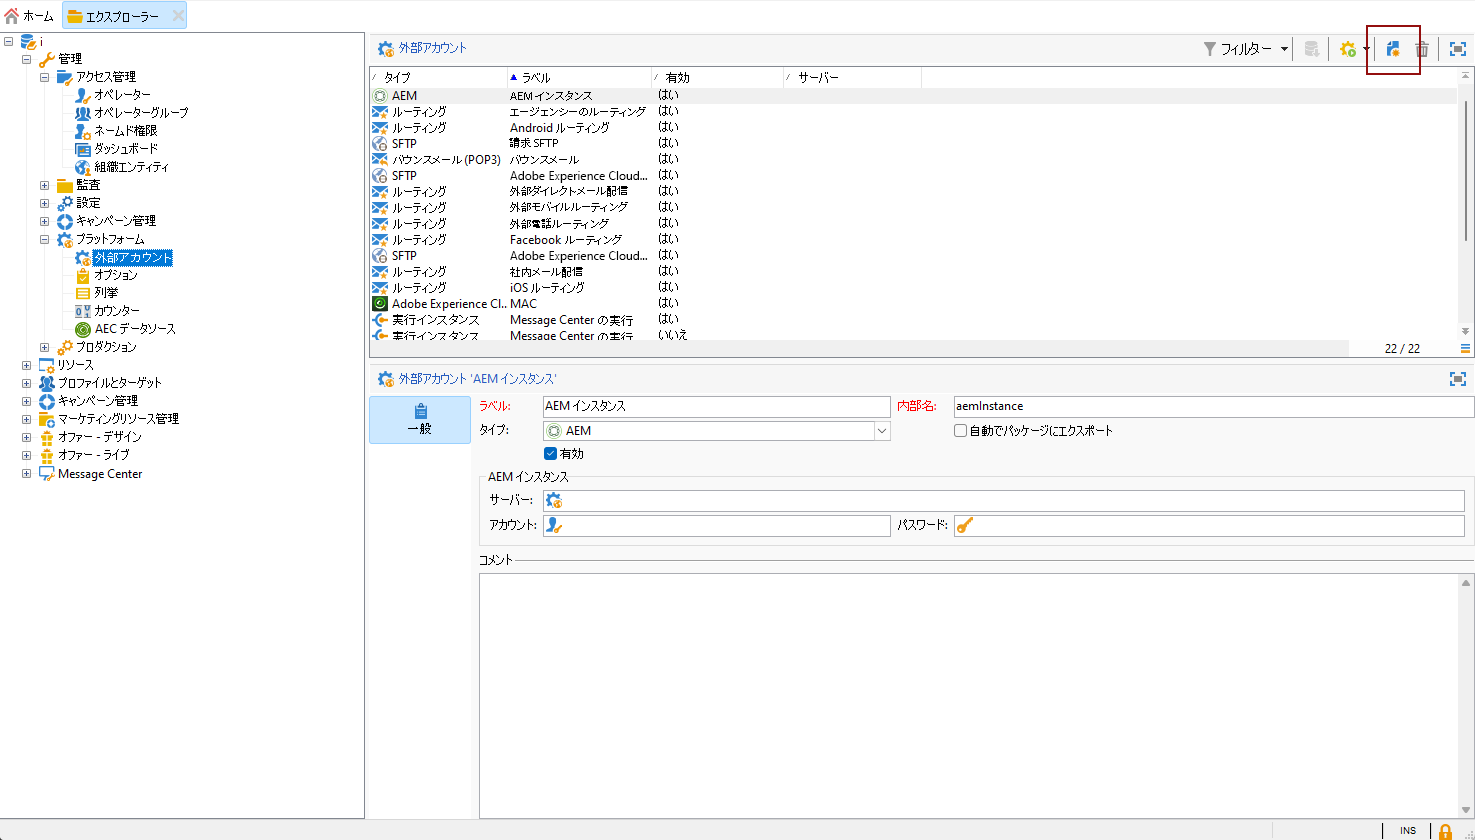 ホーム
エクスプローラー
i
管理
アクセス管理
オペレーター
オペレーターグループ
ネームド権限
ダッシュボード
組織エンティティ
監査
設定
キャンペーン管理
プラットフォーム
外部アカウント
オプション
列挙
カウンター
AEC データソース
プロダクション
リソース
プロファイルとターゲット
キャンペーン管理
マーケティングリソース管理
オファー - デザイン
オファー - ライブ
Message Center
外部アカウント
フィルター
タイプ ラベル 有効 サーバー
AEM AEM インスタンス はい
ルーティング エージェンシーのルーティング はい
ルーティング Android ルーティング はい
SFTP 請求 SFTP はい
バウンスメール (POP3) バウンスメール はい
SFTP Adobe Experience Cloud... はい
ルーティング 外部ダイレクトメール配信 はい
ルーティング 外部モバイルルーティング はい
ルーティング 外部電話ルーティング はい
ルーティング Facebook ルーティング はい
SFTP Adobe Experience Cloud... はい
ルーティング 社内メール配信 はい
ルーティング iOS ルーティング はい
Adobe Experience Cl.. MAC はい
実行インスタンス Message Center の実行 はい
実行インスタンス Message Center の実行 いいえ
22 / 22
外部アカウント 'AEM インスタンス'
一般
ラベル: AEM インスタンス 内部名: aemInstance
タイプ: AEM 自動でパッケージにエクスポート
有効
AEM インスタンス
サーバー:
アカウント: パスワード:
コメント
INS